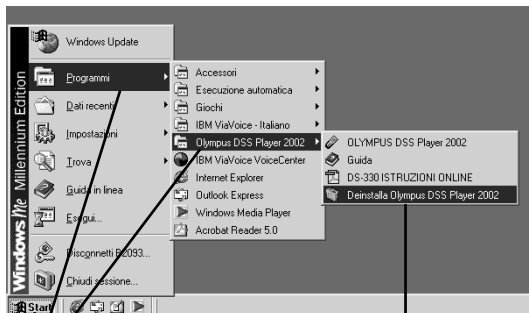 Windows Me Millennium Edition
Windows Update
Programmi
Dati recenti
Impostazioni
Trova
Guida in linea
Esegui...
Disconnetti B2093...
Chiudi sessione...
Start
Accessori
Esecuzione automatica
Giochi
IBM ViaVoice - Italiano
Olympus DSS Player 2002
IBM ViaVoice VoiceCenter
Internet Explorer
Outlook Express
Windows Media Player
Acrobat Reader 5.0
OLYMPUS DSS Player 2002
Guida
DS-330 ISTRUZIONI ONLINE
Deinstalla Olympus DSS Player 2002